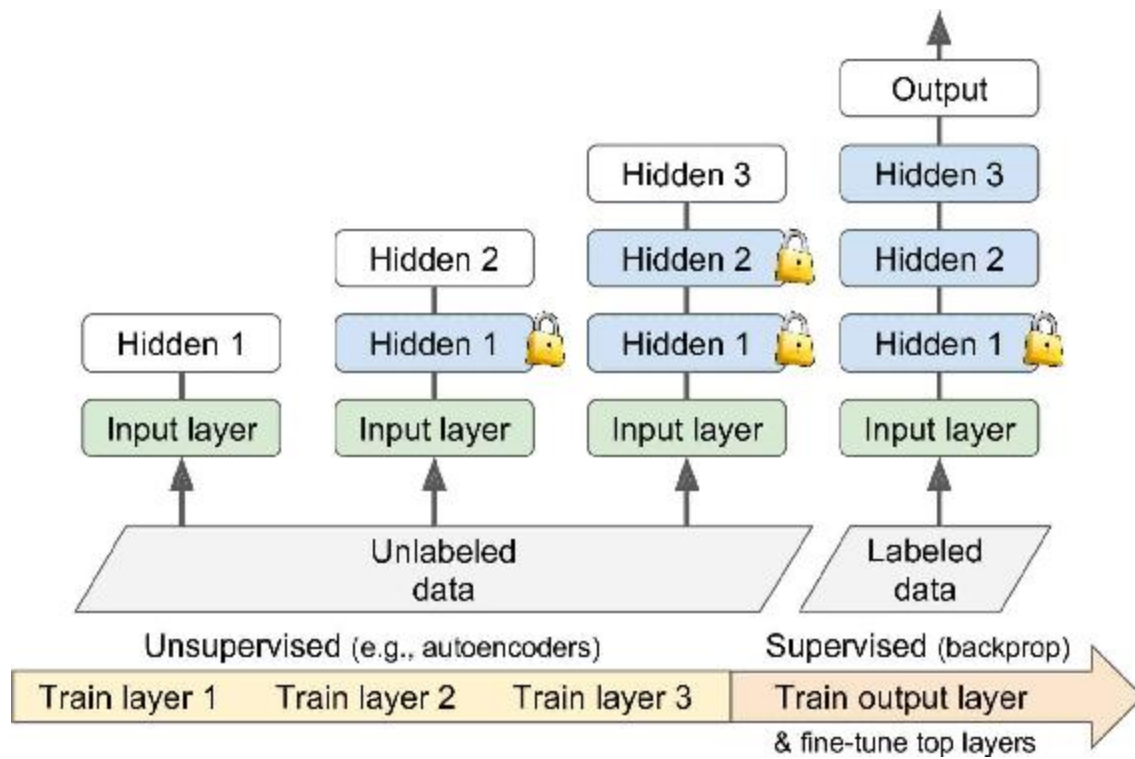 Output
Hidden 3
Hidden 3
Hidden 2
Hidden 2
Hidden 2
Hidden 1
Hidden 1
Hidden 1
Hidden 1
Input layer
Input layer
Input layer
Input layer
Unlabeled
data
Labeled
data
Unsupervised (e.g., autoencoders)
Supervised (backprop)
Train layer 1
Train layer 2
Train layer 3
Train output layer
& fine-tune top layers